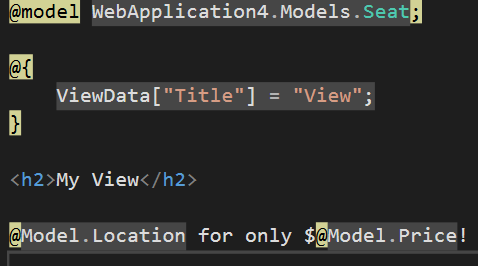 @model WebApplication4.Models.Seat;
@{
ViewData["Title"] = "View";
}
<h2>My View</h2>
@Model.Location for only $@Model.Price!